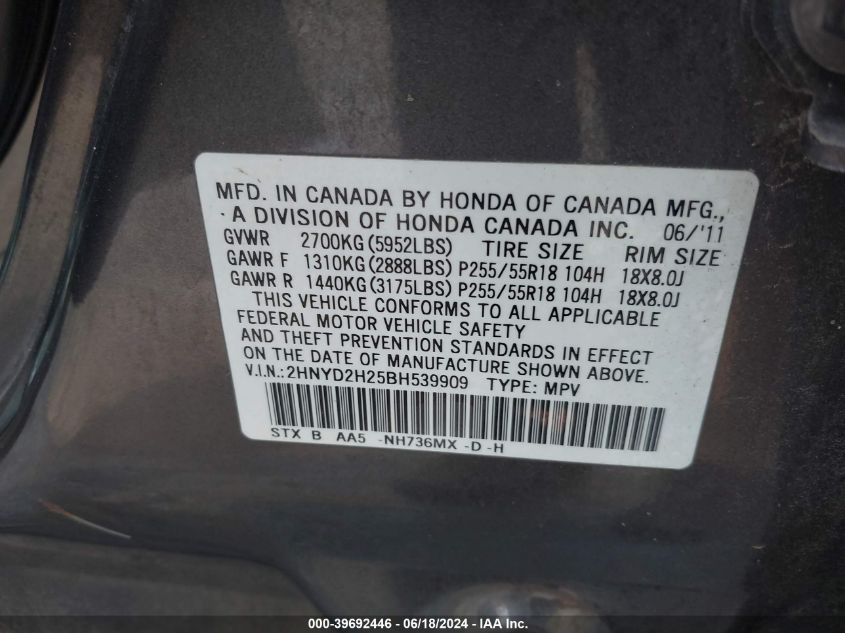 MFD. IN CANADA BY HONDA OF CANADA MFG.,
A DIVISION OF HONDA CANADA INC. 06/'11
GVWR 2700KG(5952LBS) TIRE SIZE RIM SIZE
GAWR F 1310KG(2888LBS) P255/55R18 104H 18X8.0J
GAWR R 1440KG(3175LBS) P255/55R18 104H 18X8.0J
THIS VEHICLE CONFORMS TO ALL APPLICABLE
FEDERAL MOTOR VEHICLE SAFETY
AND THEFT PREVENTION STANDARDS IN EFFECT
ON THE DATE OF MANUFACTURE SHOWN ABOVE.
V.I.N.:2HNYD2H25BH539909 TYPE: MPV
STX B AA5 -NH736MX -D -H
000-39692446 - 06/18/2024 - IAA Inc.